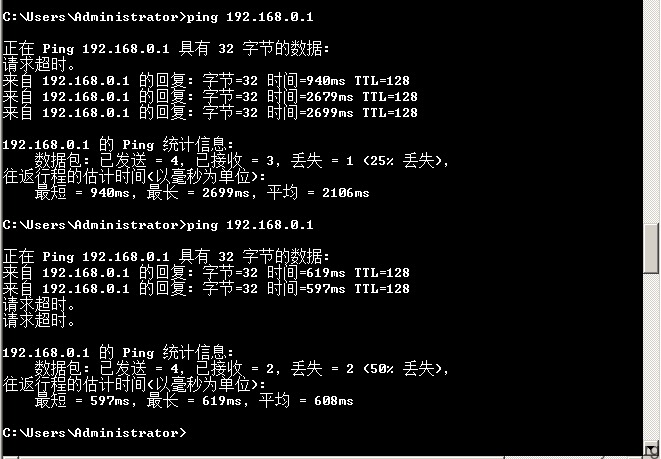 C:\Users\Administrator>ping 192.168.0.1
正在 Ping 192.168.0.1 具有 32 字节的数据:
请求超时。
来自 192.168.0.1 的回复: 字节=32 时间=940ms TTL=128
来自 192.168.0.1 的回复: 字节=32 时间=2679ms TTL=128
来自 192.168.0.1 的回复: 字节=32 时间=2699ms TTL=128
192.168.0.1 的 Ping 统计信息:
数据包: 已发送 = 4, 已接收 = 3, 丢失 = 1 (25% 丢失),
往返行程的估计时间(以毫秒为单位):
最短 = 940ms, 最长 = 2699ms, 平均 = 2106ms
C:\Users\Administrator>ping 192.168.0.1
正在 Ping 192.168.0.1 具有 32 字节的数据:
来自 192.168.0.1 的回复: 字节=32 时间=619ms TTL=128
来自 192.168.0.1 的回复: 字节=32 时间=597ms TTL=128
请求超时。
请求超时。
192.168.0.1 的 Ping 统计信息:
数据包: 已发送 = 4, 已接收 = 2, 丢失 = 2 (50% 丢失),
往返行程的估计时间(以毫秒为单位):
最短 = 597ms, 最长 = 619ms, 平均 = 608ms
C:\Users\Administrator>